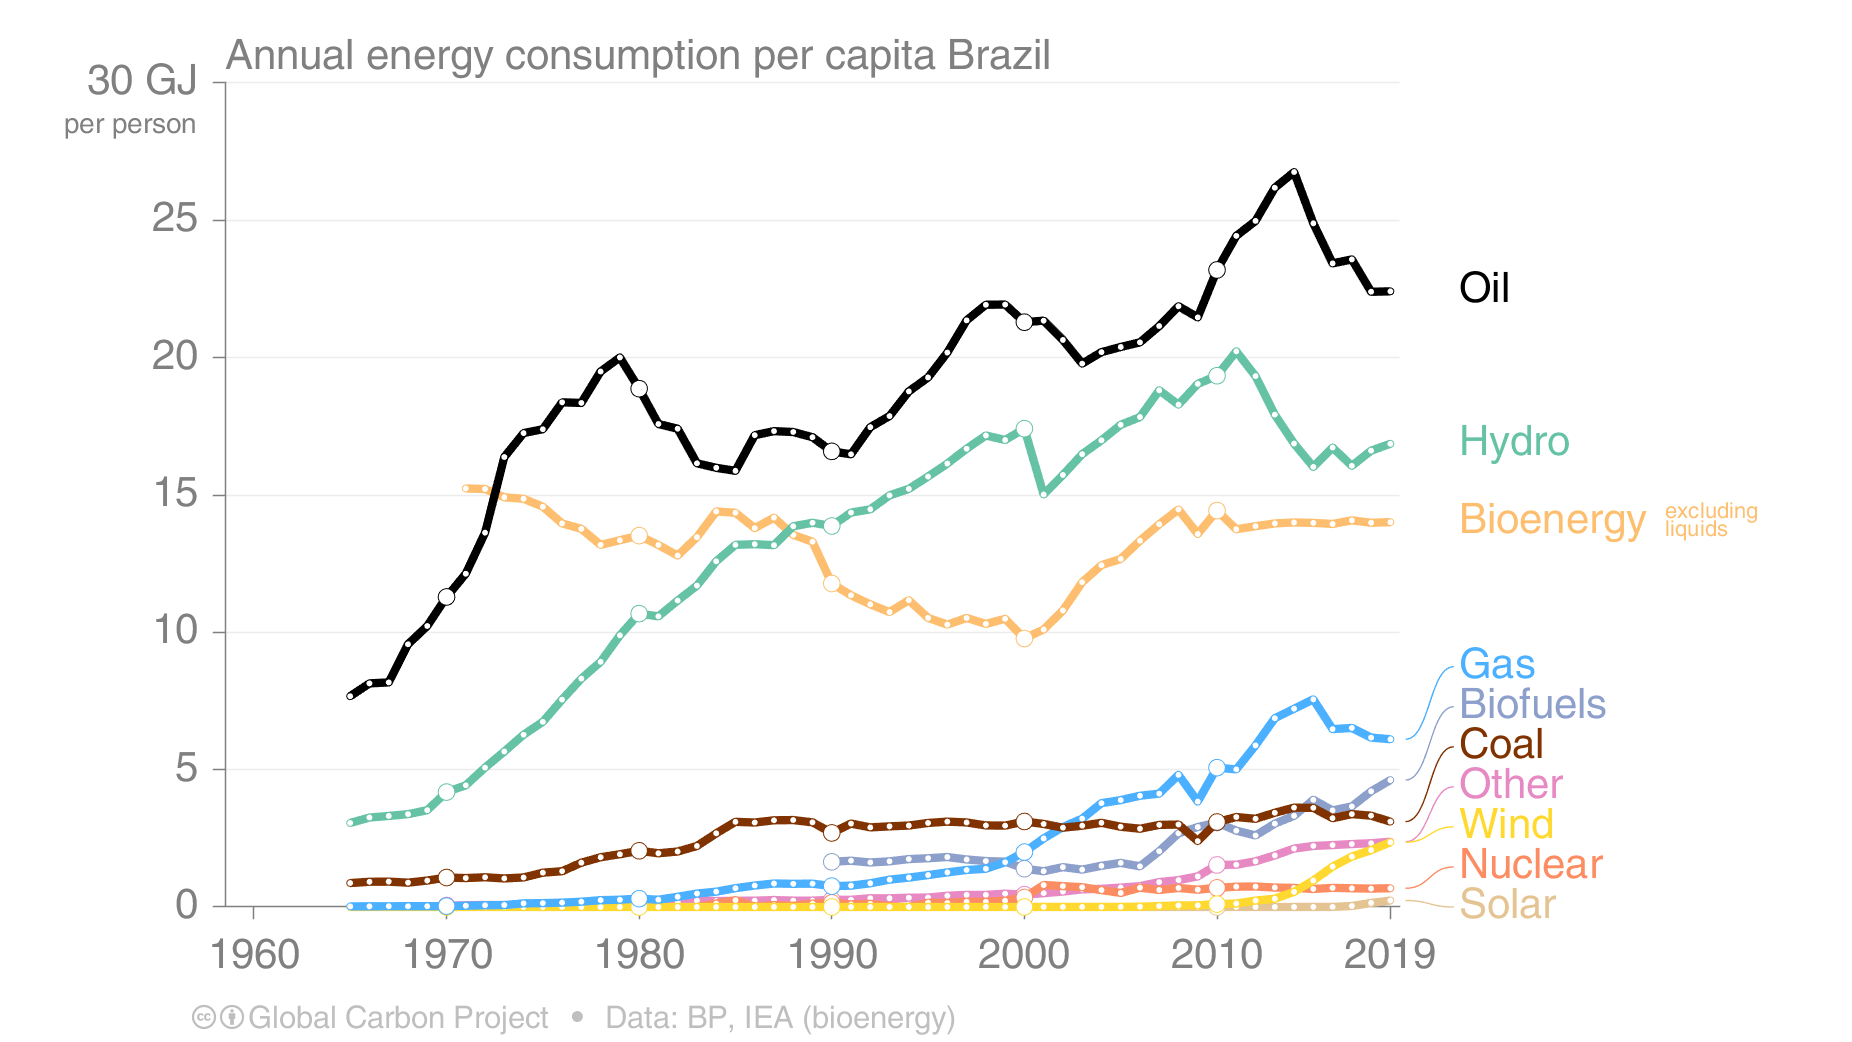 Annual energy consumption per capita Brazil
30 GJ
per person
25
20
15
10
5
0
1960 1970 1980 1990 2000 2010 2019
Oil
Hydro
Bioenergy excluding
liquids
Gas
Biofuels
Coal
Other
Wind
Nuclear
Solar
cc Global Carbon Project • Data: BP, IEA (bioenergy)